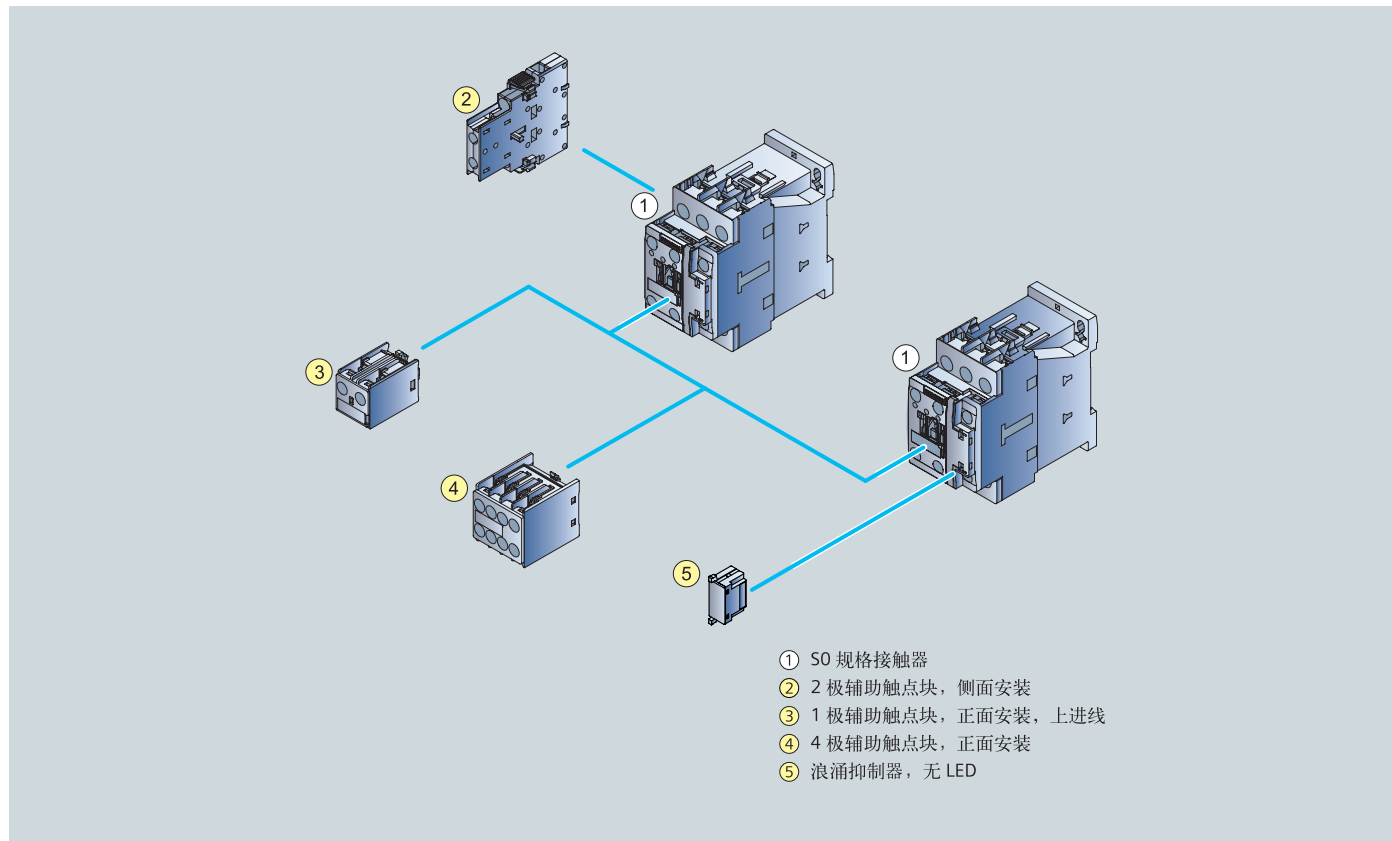 2
1
3
1
4
5
① S0 规格接触器
② 2 极辅助触点块，侧面安装
③ 1 极辅助触点块，正面安装，上进线
④ 4 极辅助触点块，正面安装
⑤ 浪涌抑制器，无 LED